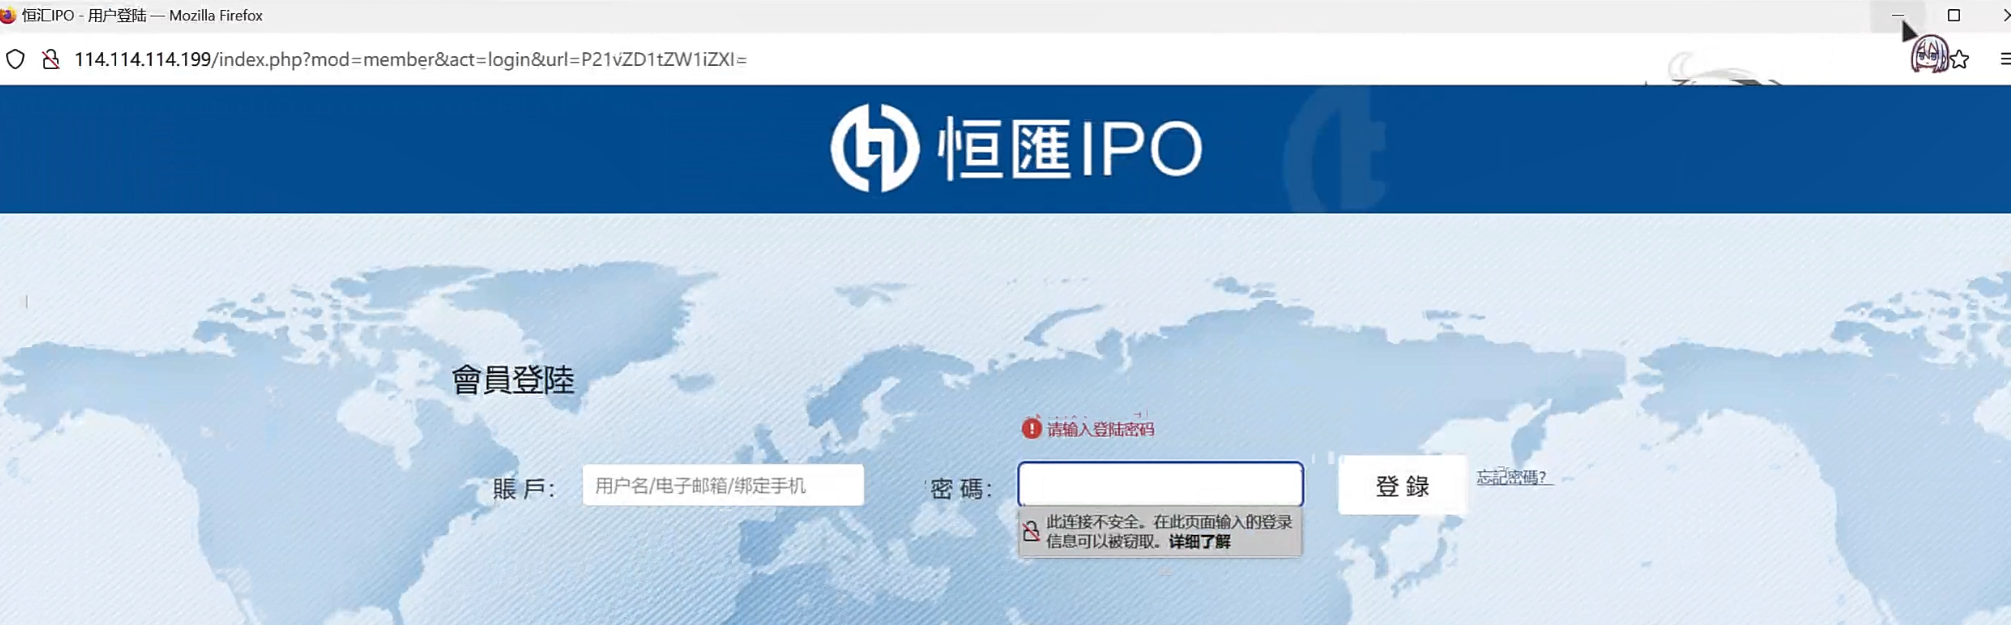 恒汇IPO - 用户登陆 — Mozilla Firefox
114.114.114.199/index.php?mod=member&act=login&url=P21vZD1tZW1iZXI=
恒匯IPO
會員登陸
请输入登陆密码
賬 戶： 用户名/电子邮箱/绑定手机 密 碼： 登 錄 忘記密碼?
此连接不安全。在此页面输入的登录
信息可以被窃取。详细了解